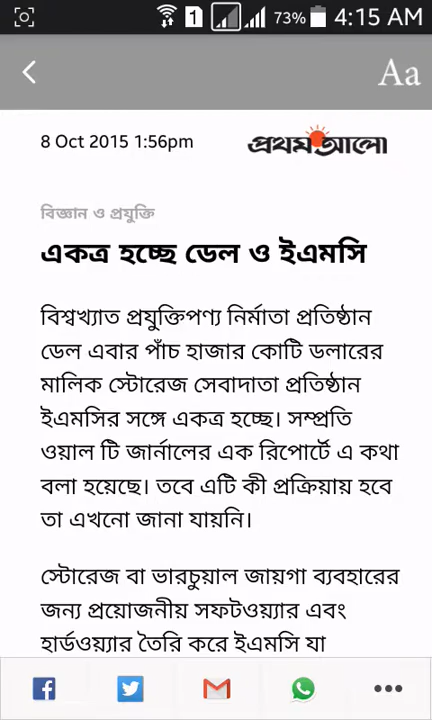 1
73%
4:15 AM
Aa
8 Oct 2015 1:56pm
প্রথম আলো
বিজ্ঞান ও প্রযুক্তি
একত্র হচ্ছে ডেল ও ইএমসি
বিশ্বখ্যাত প্রযুক্তিপণ্য নির্মাতা প্রতিষ্ঠান
ডেল এবার পাঁচ হাজার কোটি ডলারের
মালিক স্টোরেজ সেবাদাতা প্রতিষ্ঠান
ইএমসির সঙ্গে একত্র হচ্ছে। সম্প্রতি
ওয়াল টি জার্নালের এক রিপোর্টে এ কথা
বলা হয়েছে। তবে এটি কী প্রক্রিয়ায় হবে
তা এখনো জানা যায়নি।
স্টোরেজ বা ভারচুয়াল জায়গা ব্যবহারের
জন্য প্রয়োজনীয় সফটওয়্যার এবং
হার্ডওয়্যার তৈরি করে ইএমসি যা